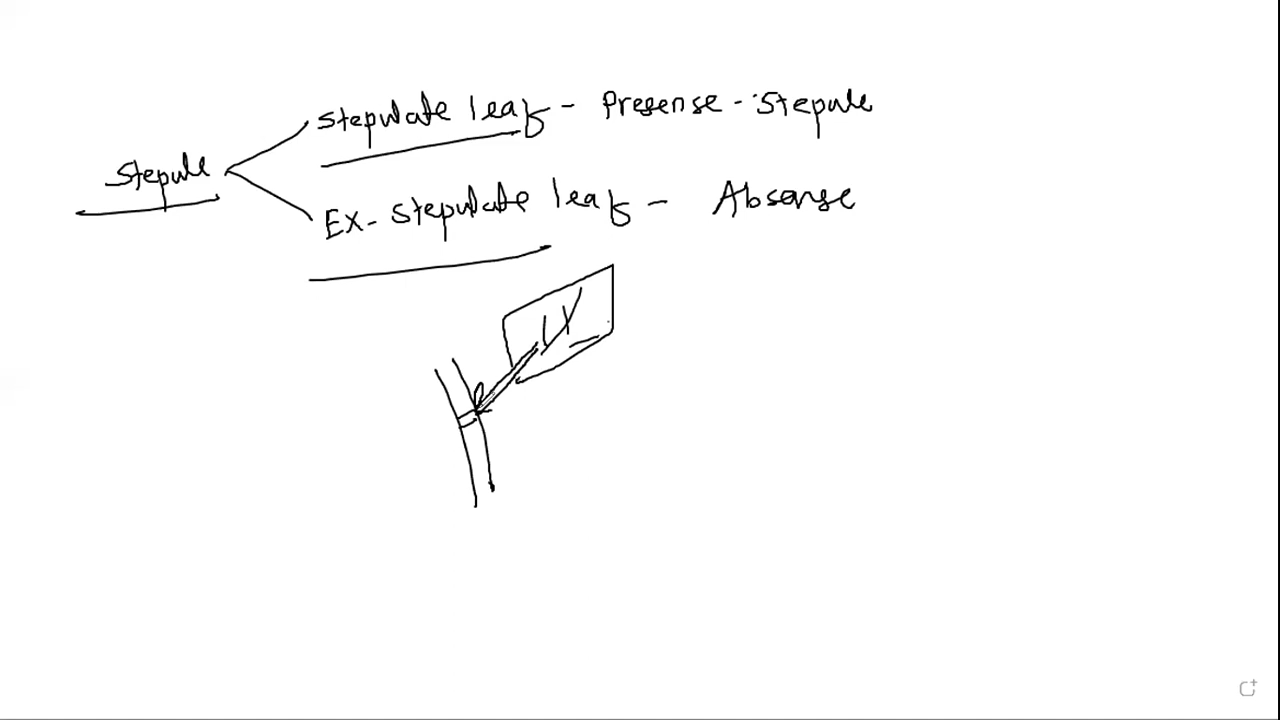 Stepulate leaf - Presense - Stepule
Stepule
Ex- Stepulate leaf - Absense